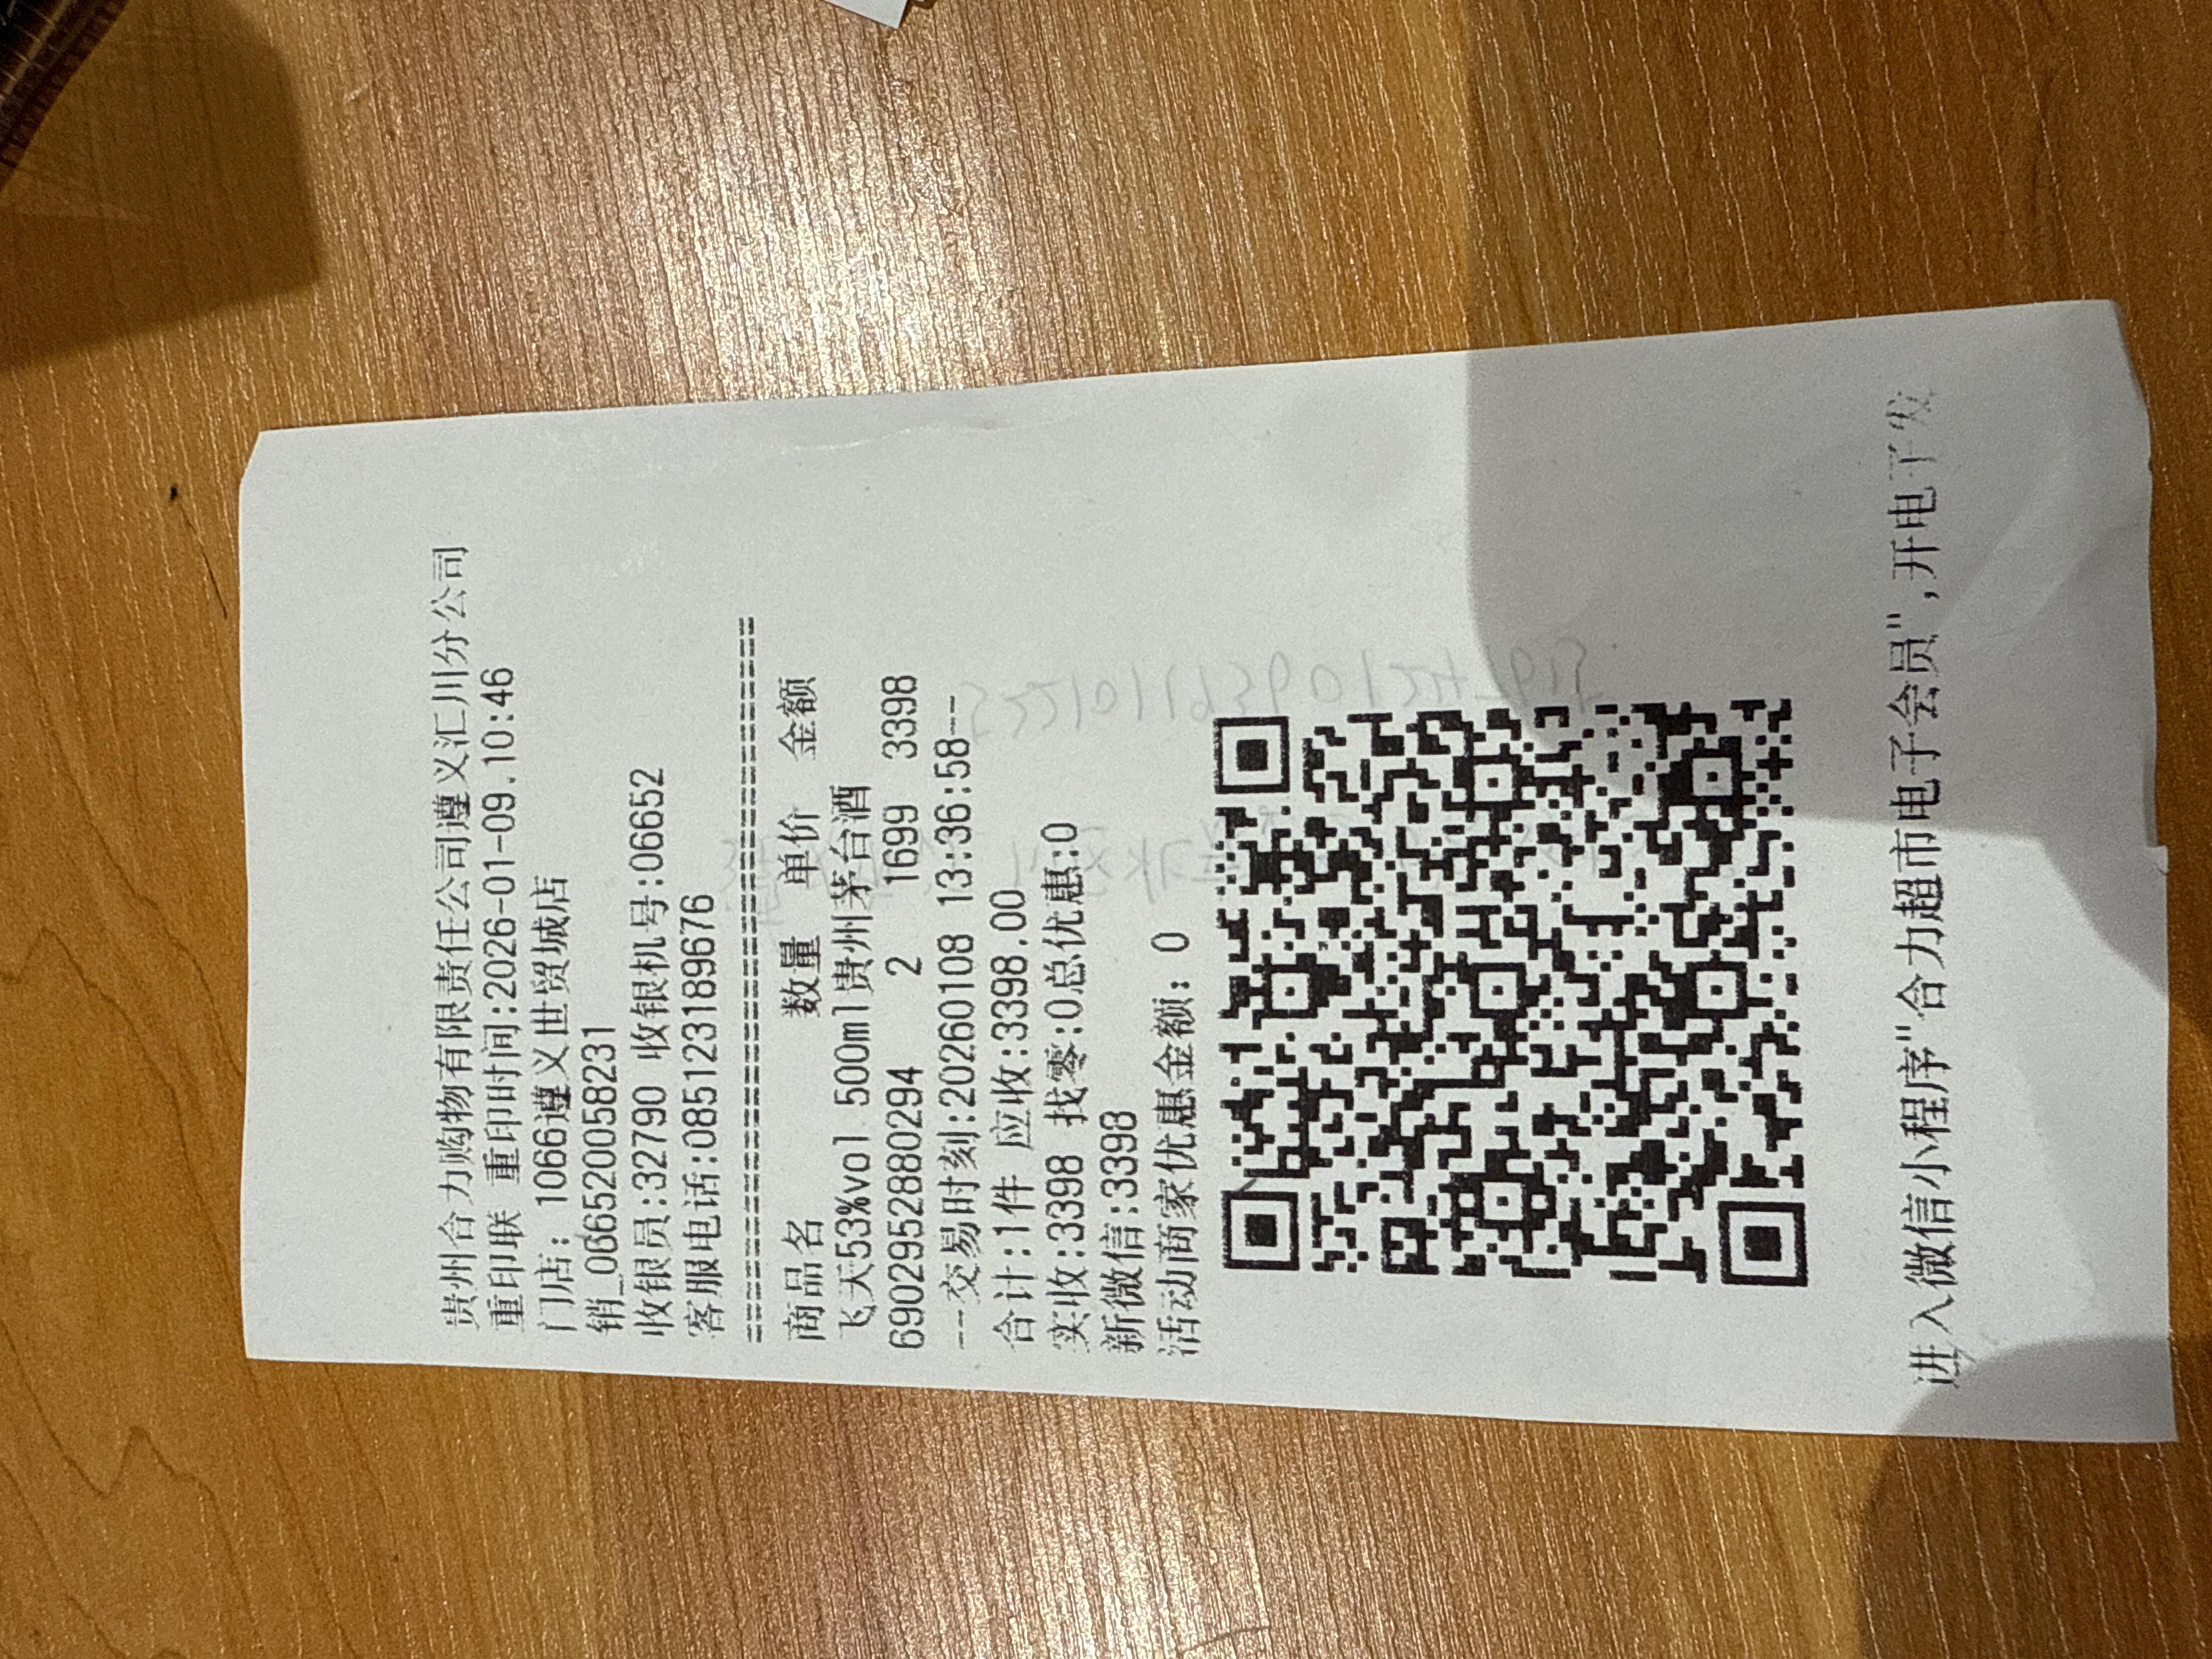 贵州合力购物有限责任公司遵义汇川分公司
重印联 重印时间:2026-01-09.10:46
门店: 1066遵义世贸城店
销_066520058231
收银员:32790 收银机号:06652
客服电话:085123189676
==========================================
商品名 数量 单价 金额
飞天53%vol 500ml贵州茅台酒
6902952880294 2 1699 3398
--交易时刻:20260108 13:36:58---
合计:1件 应收:3398.00
实收:3398 找零:0总优惠:0
新微信:3398
活动商家优惠金额: 0
进入微信小程序"合力超市电子会员",开电子发